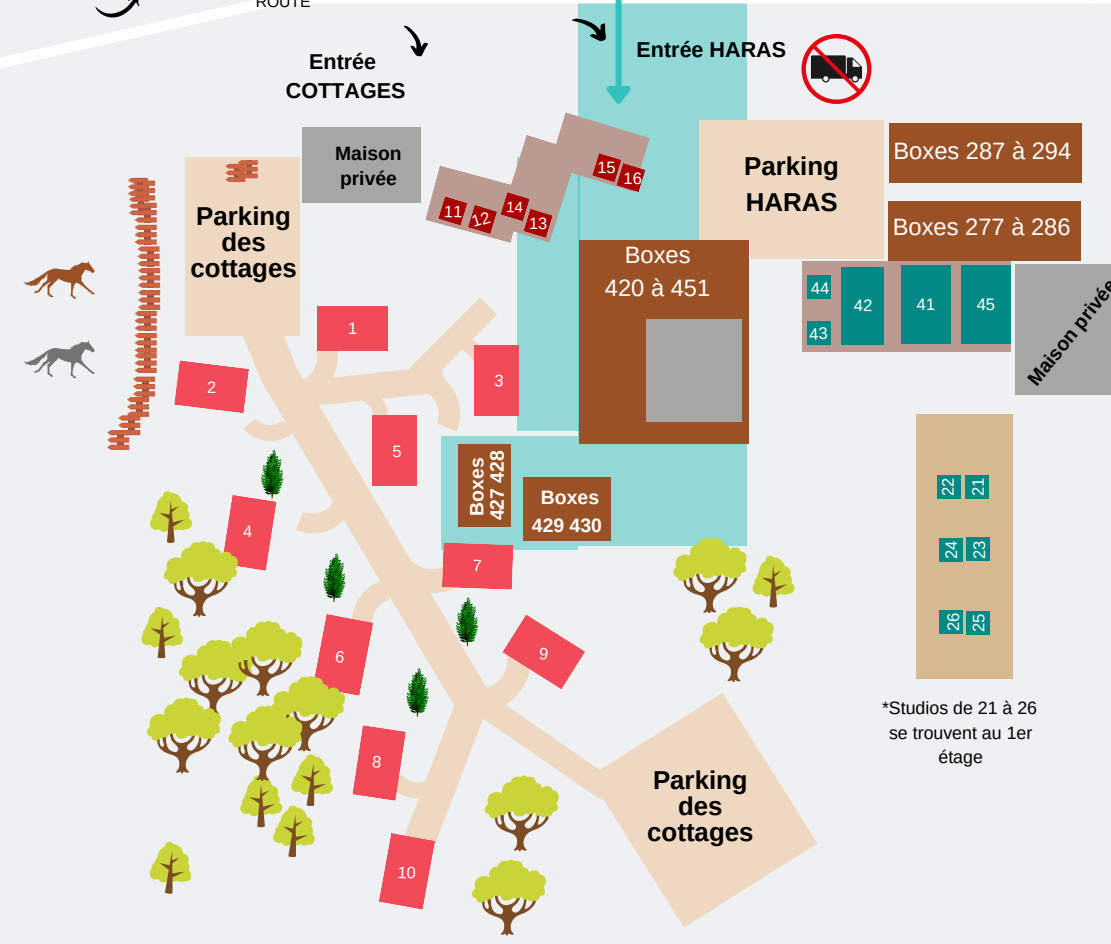 ROUTE
Entrée
COTTAGES
Entrée HARAS
Maison
privée
Parking
des
cottages
15
16
11
12
14
13
Parking
HARAS
Boxes 287 à 294
Boxes 277 à 286
Boxes
420 à 451
44
43
42
41
45
Maison privée
1
2
3
5
4
Boxes
427 428
Boxes
429 430
7
6
9
8
10
22
21
24
23
26
25
*Studios de 21 à 26
se trouvent au 1er
étage
Parking
des
cottages